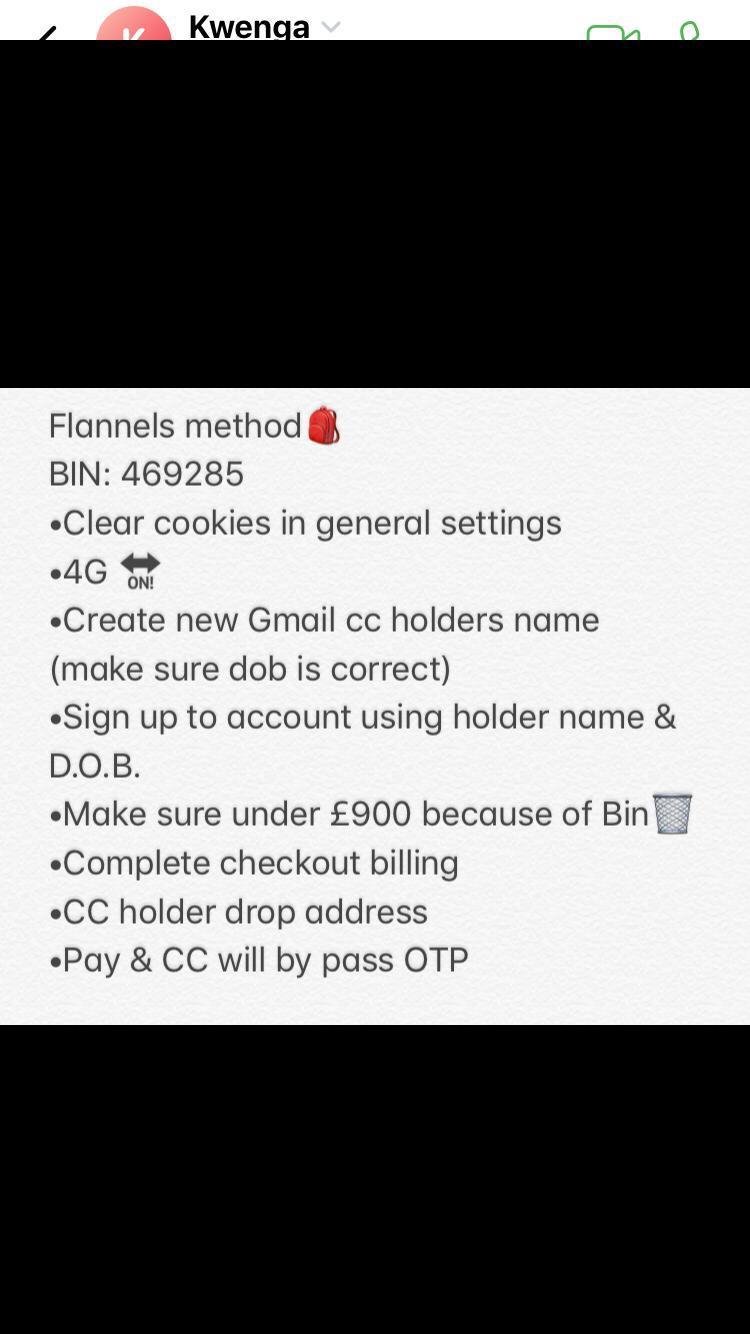 Kwenga
Flannels method🎒
BIN: 469285
•Clear cookies in general settings
•4G 🔛
•Create new Gmail cc holders name
(make sure dob is correct)
•Sign up to account using holder name &
D.O.B.
•Make sure under £900 because of Bin🗑
•Complete checkout billing
•CC holder drop address
•Pay & CC will by pass OTP